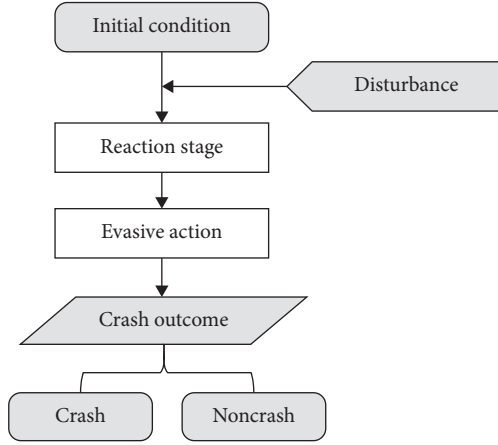 Initial condition
Disturbance
Reaction stage
Evasive action
Crash outcome
Crash
Noncrash